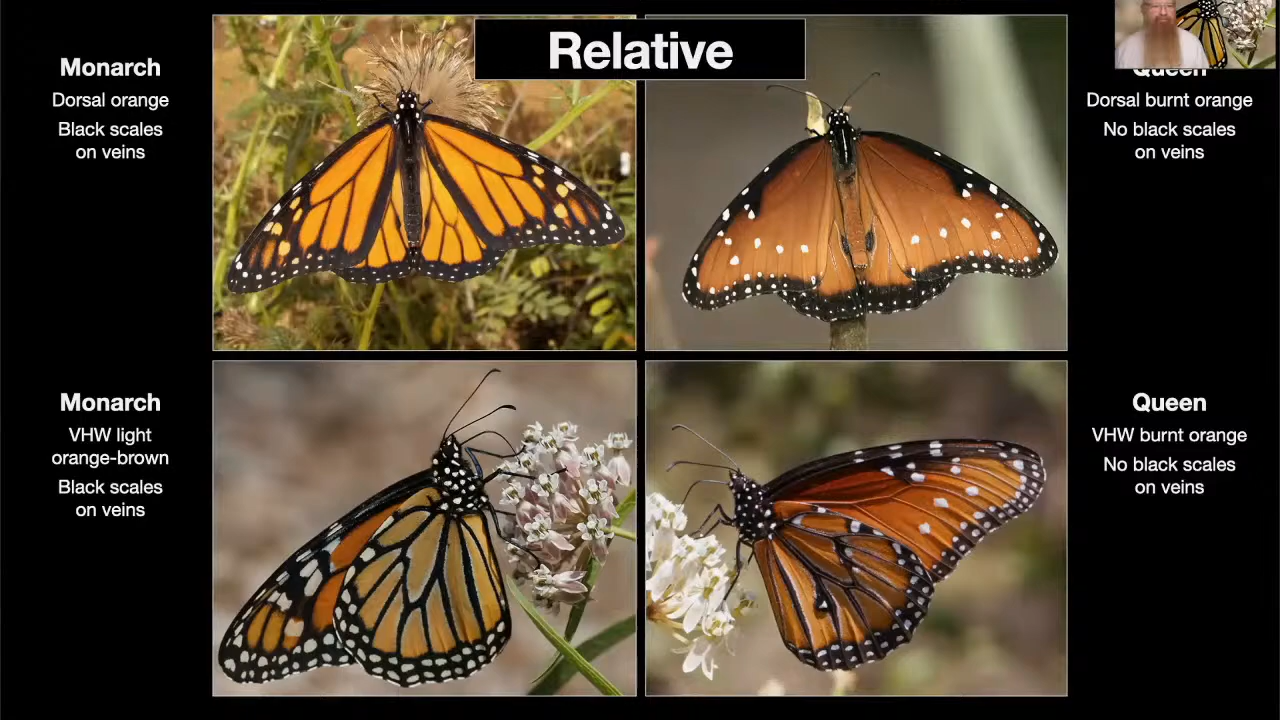 Relative
Monarch
Dorsal orange
Black scales
on veins
Queen
Dorsal burnt orange
No black scales
on veins
Monarch
VHW light
orange-brown
Black scales
on veins
Queen
VHW burnt orange
No black scales
on veins